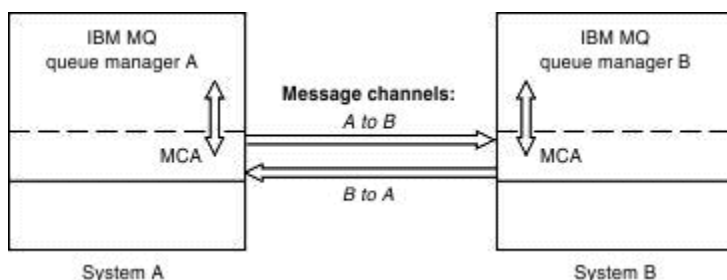 IBM MQ
queue manager A
IBM MQ
queue manager B
Message channels:
A to B
MCA
MCA
B to A
System A
System B